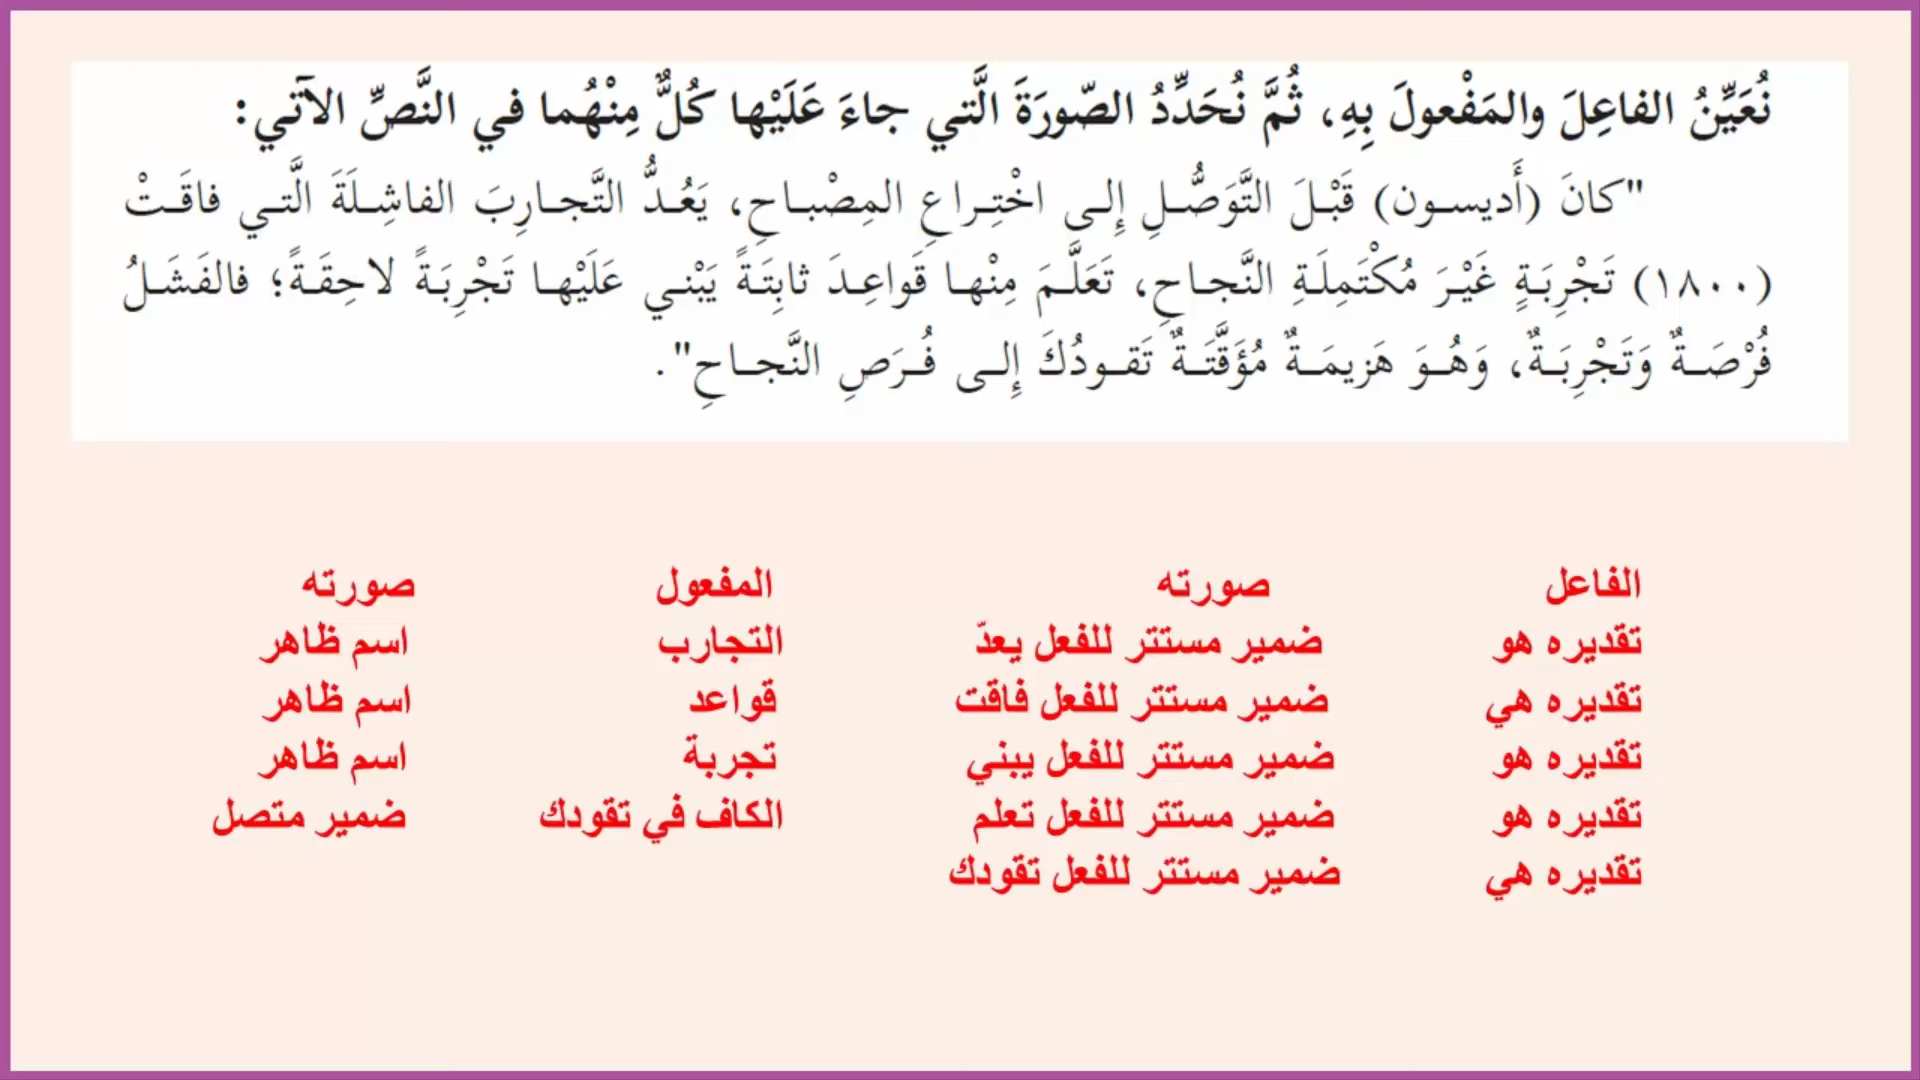 نُعَيِّنُ الفاعِلَ والمَفْعولَ بِهِ، ثُمَّ نُحَدِّدُ الصّورَةَ الَّتي جاءَ عَلَيْها كُلٌّ مِنْهُما في النَّصِّ الآتي:
"كانَ (أَديسون) قَبْلَ التَّوَصُّلِ إِلى اخْتِراعِ المِصْباحِ، يَعُدُّ التَّجارِبَ الفاشِلَةَ الَّتي فاقَتْ
(١٨٠٠) تَجْرِبَةٍ غَيْرَ مُكْتَمِلَةِ النَّجاحِ، تَعَلَّمَ مِنْها قَواعِدَ ثابِتَةً يَبْني عَلَيْها تَجْرِبَةً لاحِقَةً؛ فالفَشَلُ
فُرْصَةٌ وَتَجْرِبَةٌ، وَهُوَ هَزيمَةٌ مُؤَقَّتَةٌ تَقودُكَ إِلى فُرَصِ النَّجاحِ".
الفاعل صورته المفعول صورته
تقديره هو ضمير مستتر للفعل يعدّ التجارب اسم ظاهر
تقديره هي ضمير مستتر للفعل فاقت قواعد اسم ظاهر
تقديره هو ضمير مستتر للفعل يبني تجربة اسم ظاهر
تقديره هو ضمير مستتر للفعل تعلم الكاف في تقودك ضمير متصل
تقديره هي ضمير مستتر للفعل تقودك